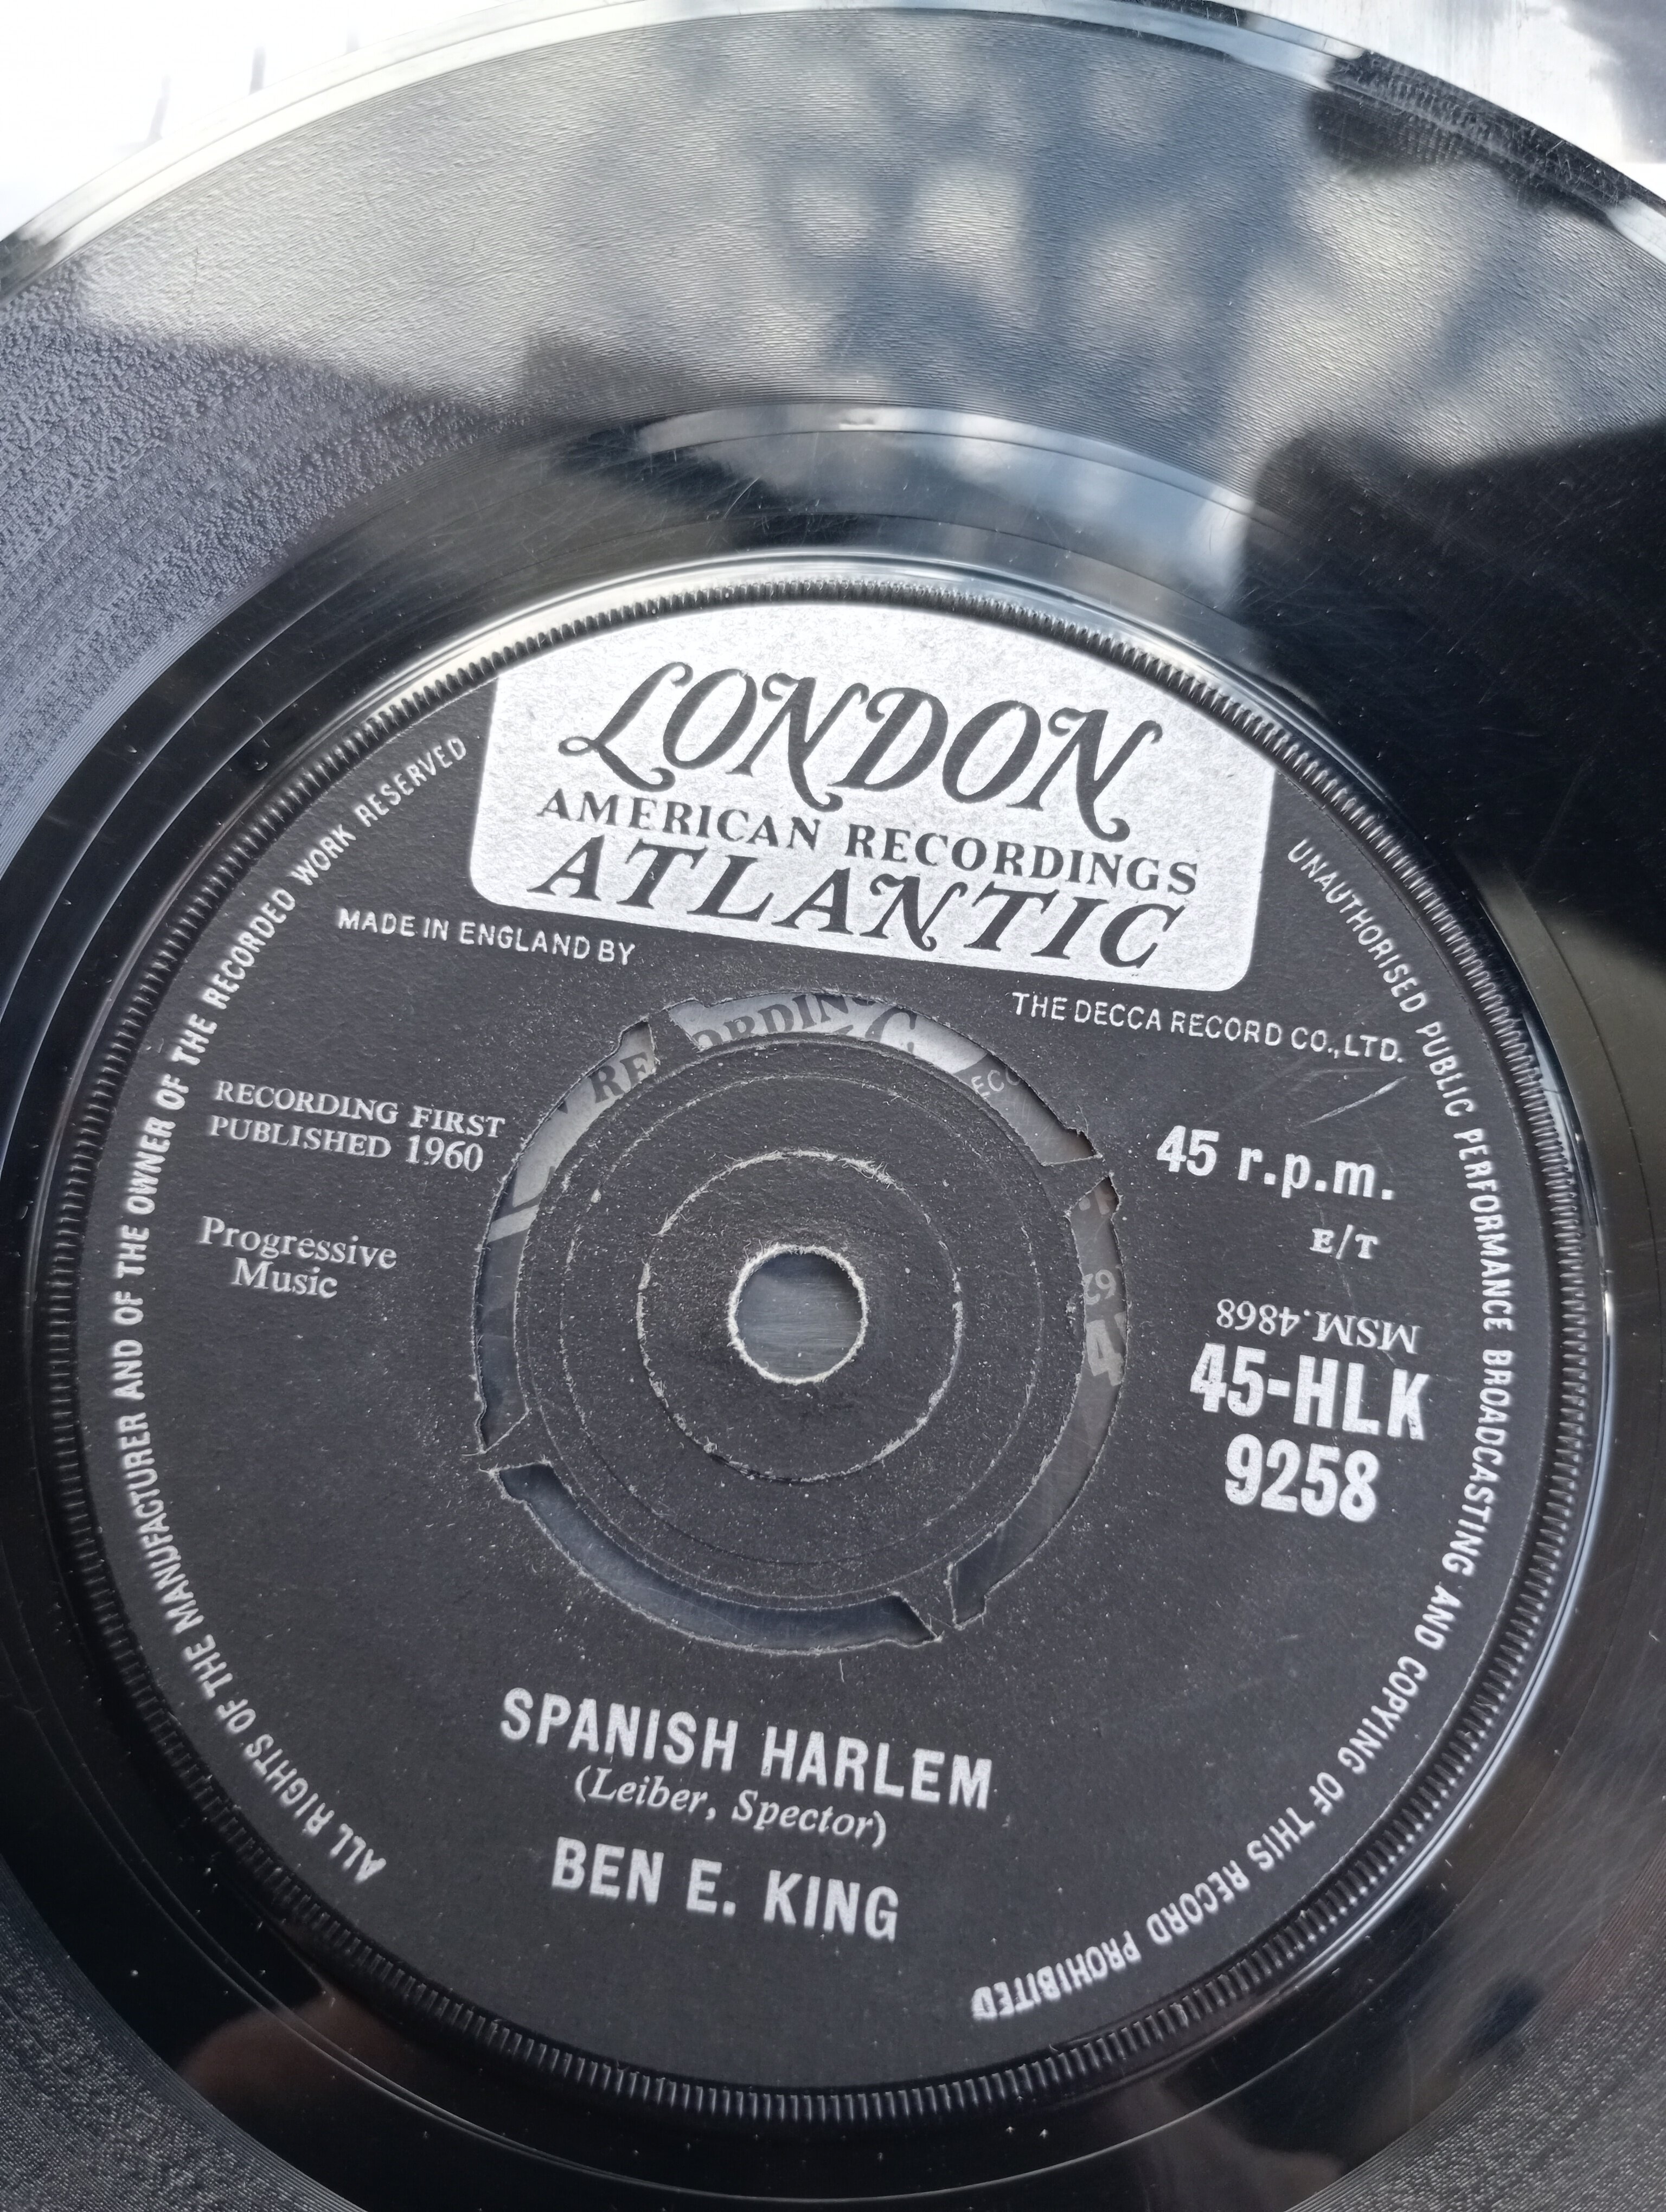 LONDON
AMERICAN RECORDINGS
ATLANTIC
MADE IN ENGLAND BY
THE DECCA RECORD CO., LTD.
RECORDING FIRST
PUBLISHED 1960
Progressive
Music
45 r.p.m.
E/T
MSM.4868
45-HLK
9258
SPANISH HARLEM
(Leiber, Spector)
BEN E. KING
ALL RIGHTS OF THE MANUFACTURER AND OF THE OWNER OF THE RECORDED WORK RESERVED
UNAUTHORISED PUBLIC PERFORMANCE BROADCASTING AND COPYING OF THIS RECORD PROHIBITED